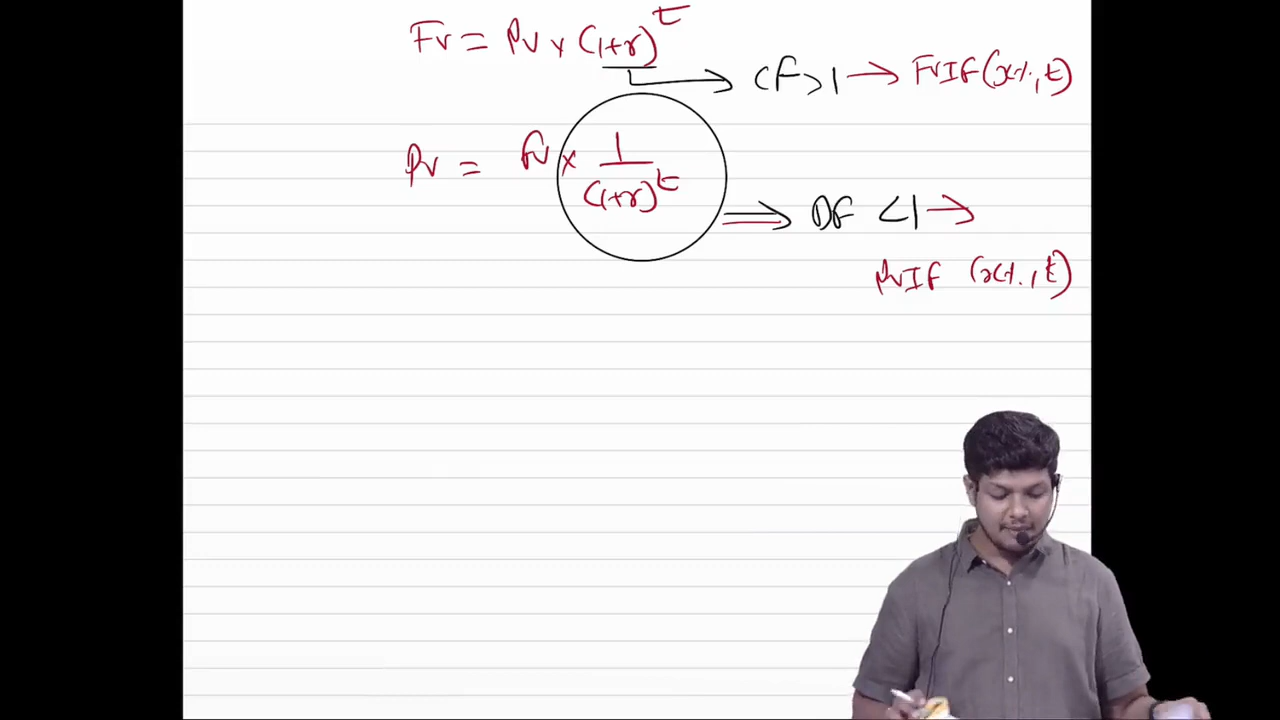 FV = PV x (1+r)^t
CF > 1 → FVIF (x%, t)
PV = FV x 1/(1+r)^t
⇒ DF < 1 →
PVIF (x%, t)